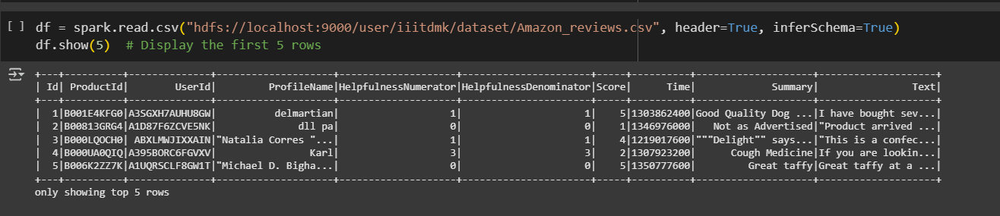 [ ] df = spark.read.csv("hdfs://localhost:9000/user/iiitdmk/dataset/Amazon_reviews.csv", header=True, inferSchema=True)
df.show(5)  # Display the first 5 rows
+---+----------+--------------+--------------------+--------------------+----------------------+-----+----------+--------------------+--------------------+
| Id| ProductId|        UserId|         ProfileName|HelpfulnessNumerator|HelpfulnessDenominator|Score|      Time|             Summary|                Text|
+---+----------+--------------+--------------------+--------------------+----------------------+-----+----------+--------------------+--------------------+
|  1|B001E4KFG0|A3SGXH7AUHU8GW|          delmartian|                   1|                     1|    5|1303862400|Good Quality Dog ...|I have bought sev...|
|  2|B00813GRG4|A1D87F6ZCVE5NK|              dll pa|                   0|                     0|    1|1346976000|   Not as Advertised|"Product arrived ...|
|  3|B000LQOCH0| ABXLMWJIXXAIN|"Natalia Corres "...|                   1|                     1|    4|1219017600|"""Delight"" says...|"This is a confec...|
|  4|B000UA0QIQ|A395BORC6FGVXV|                Karl|                   3|                     3|    2|1307923200|      Cough Medicine|If you are lookin...|
|  5|B006K2ZZ7K|A1UQRSCLF8GW1T|"Michael D. Bigha...|                   0|                     0|    5|1350777600|         Great taffy|Great taffy at a ...|
+---+----------+--------------+--------------------+--------------------+----------------------+-----+----------+--------------------+--------------------+
only showing top 5 rows